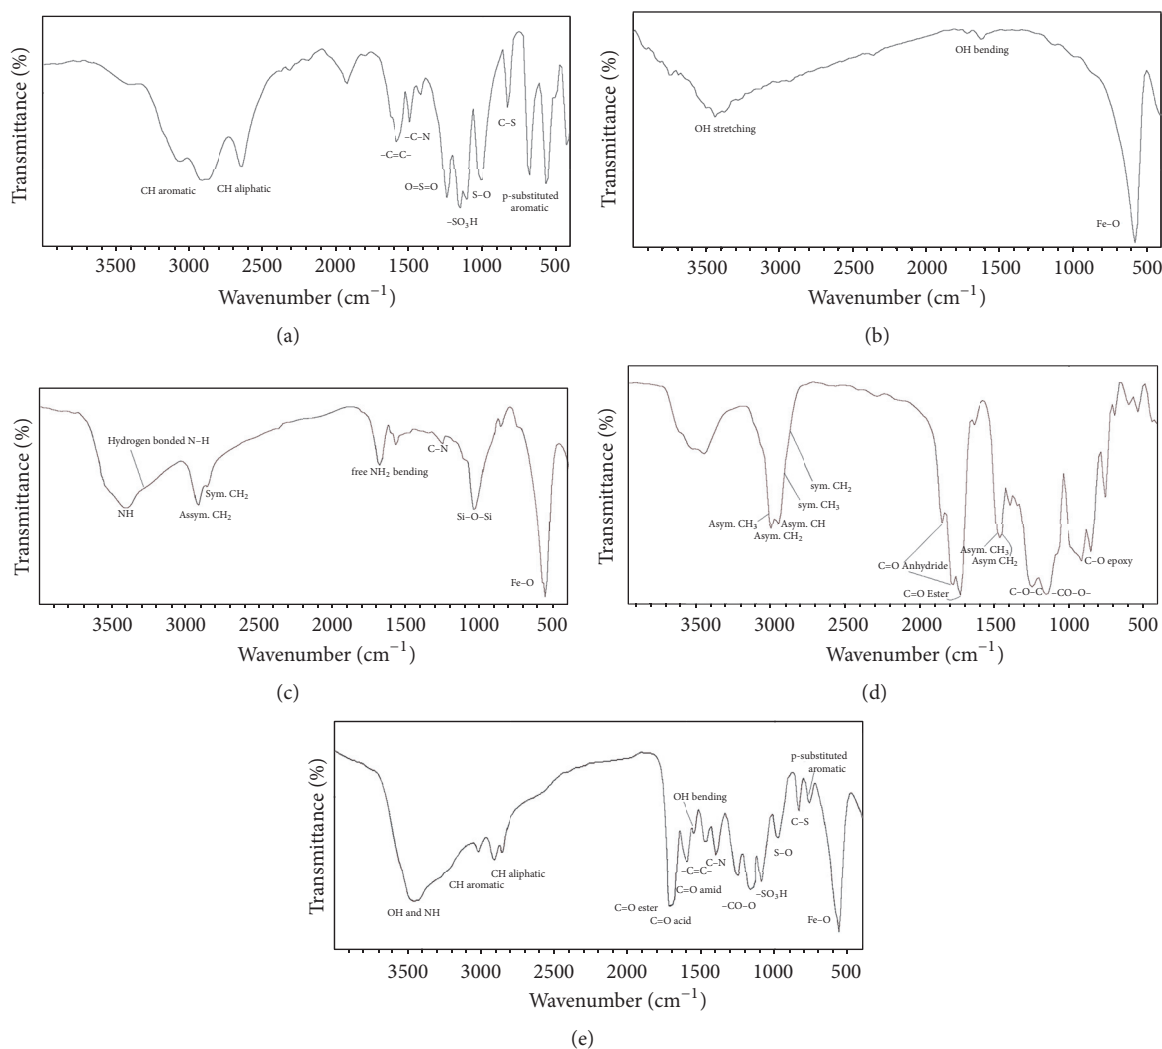 Transmittance (%)
CH aromatic
CH aliphatic
–C=C–
–C–N
O=S=O
–SO₃H
S–O
C–S
p-substituted
aromatic
3500 3000 2500 2000 1500 1000 500
Wavenumber (cm⁻¹)
(a)
Transmittance (%)
OH stretching
OH bending
Fe–O
3500 3000 2500 2000 1500 1000 500
Wavenumber (cm⁻¹)
(b)
Transmittance (%)
Hydrogen bonded N–H
NH
Sym. CH₂
Assym. CH₂
free NH₂ bending
C–N
Si–O–Si
Fe–O
3500 3000 2500 2000 1500 1000 500
Wavenumber (cm⁻¹)
(c)
Transmittance (%)
sym. CH₂
sym. CH₃
Asym. CH₃
Asym. CH
Asym. CH₂
C=O Anhydride
C=O Ester
Asym. CH₃
Asym CH₂
C–O–C
–CO–O–
C–O epoxy
3500 3000 2500 2000 1500 1000 500
Wavenumber (cm⁻¹)
(d)
Transmittance (%)
OH and NH
CH aromatic
CH aliphatic
C=O ester
C=O acid
C=O amid
–C=C–
OH bending
C–N
–CO–O
–SO₃H
S–O
C–S
p-substituted
aromatic
Fe–O
3500 3000 2500 2000 1500 1000 500
Wavenumber (cm⁻¹)
(e)